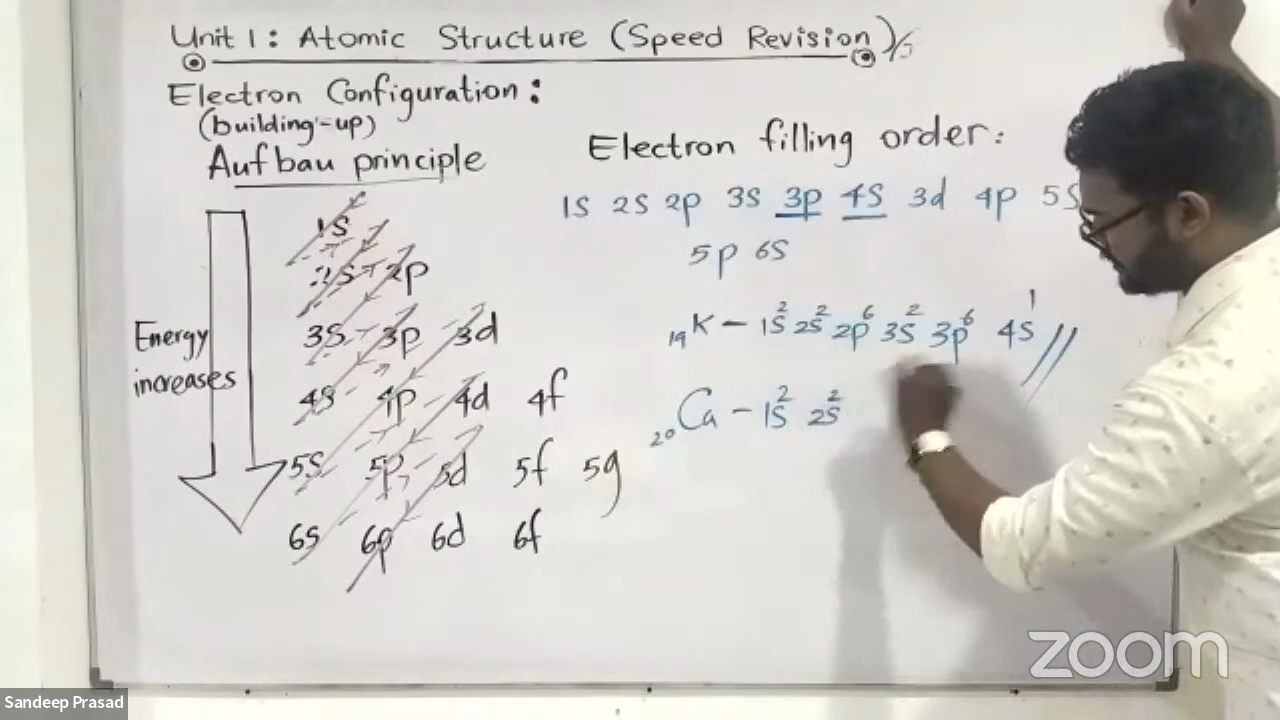 Unit 1: Atomic Structure (Speed Revision)
Electron Configuration:
(building-up)
Aufbau principle
Energy
increases
1s
2s 2p
3s 3p 3d
4s 4p 4d 4f
5s 5p 5d 5f 5g
6s 6p 6d 6f
Electron filling order:
1s 2s 2p 3s 3p 4s 3d 4p 5s
5p 6s
₁₉K – 1s² 2s² 2p⁶ 3s² 3p⁶ 4s¹ //
₂₀Ca – 1s² 2s²
zoom
Sandeep Prasad